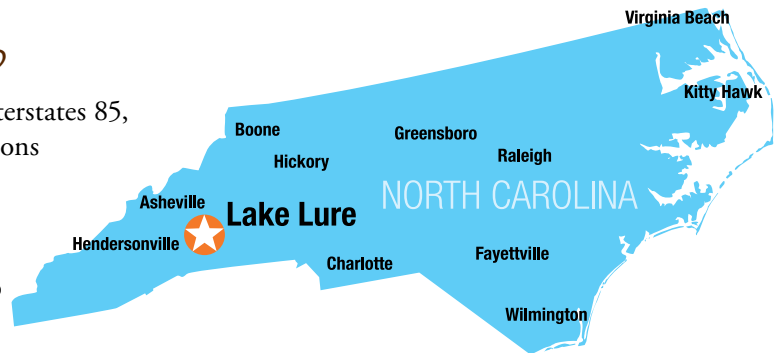 terstates 85,
ons
Virginia Beach
Kitty Hawk
Boone
Greensboro
Hickory
Raleigh
NORTH CAROLINA
Asheville
Lake Lure
Hendersonville
Charlotte
Fayettville
Wilmington